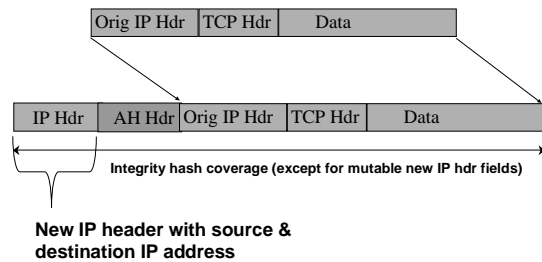 Orig IP Hdr TCP Hdr Data
IP Hdr AH Hdr Orig IP Hdr TCP Hdr Data
Integrity hash coverage (except for mutable new IP hdr fields)
New IP header with source &
destination IP address